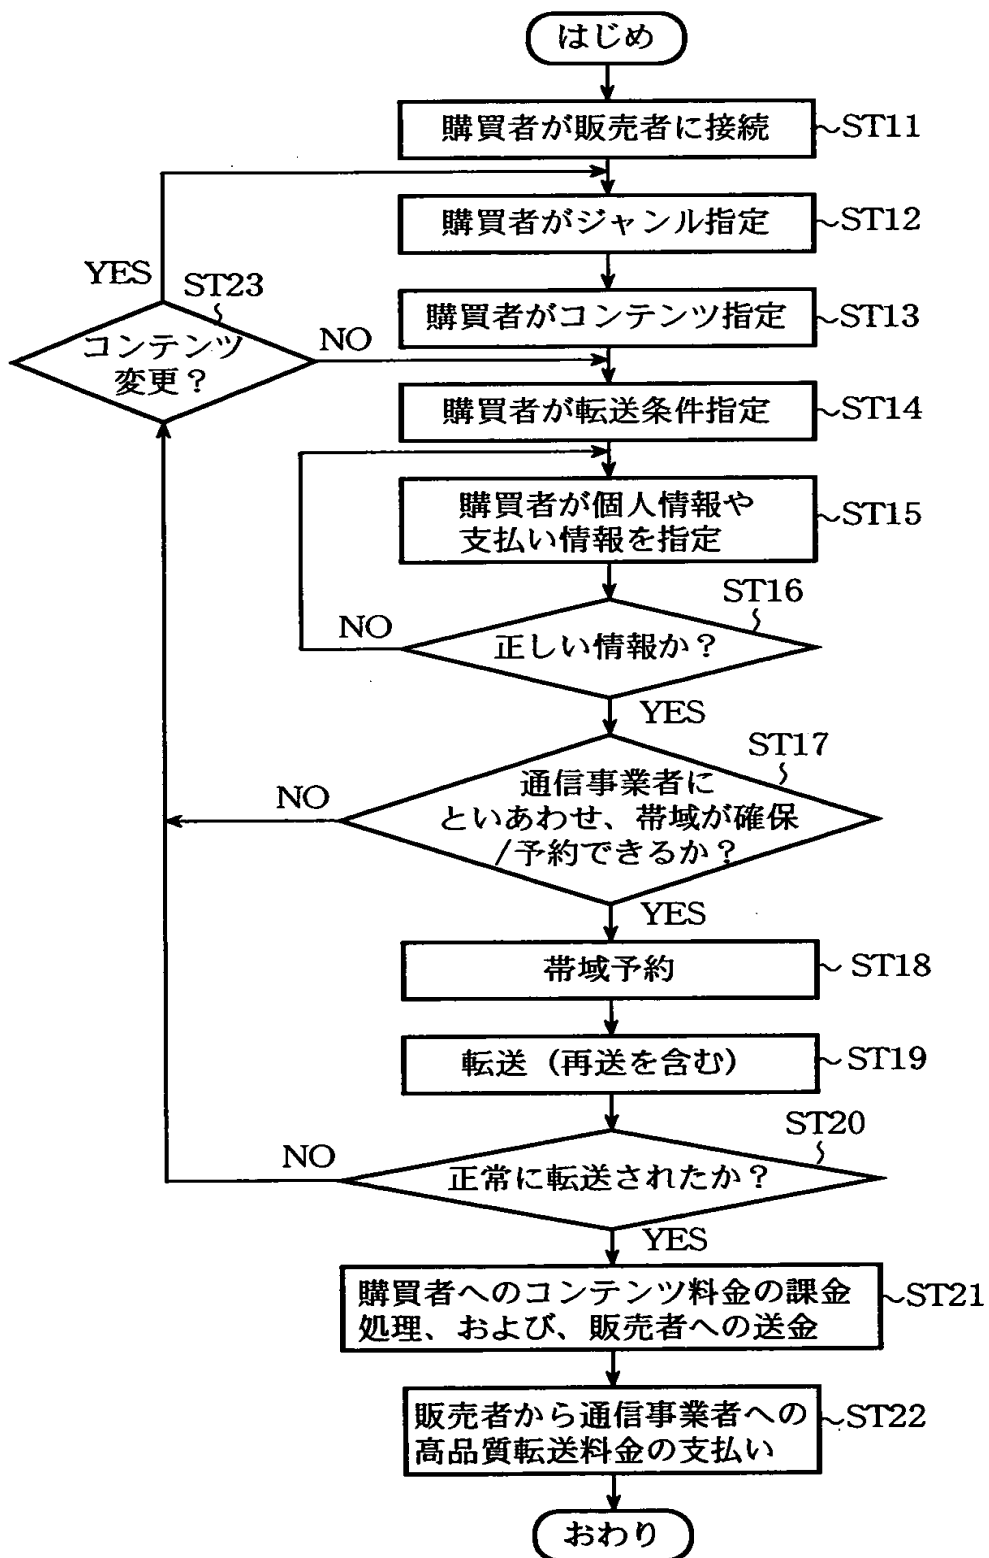 はじめ
購買者が販売者に接続
ST11
購買者がジャンル指定
ST12
YES
ST23
コンテンツ
変更？
NO
購買者がコンテンツ指定
ST13
購買者が転送条件指定
ST14
購買者が個人情報や
支払い情報を指定
ST15
ST16
NO
正しい情報か？
YES
ST17
NO
通信事業者に
といあわせ、帯域が確保
/予約できるか？
YES
帯域予約
ST18
転送（再送を含む）
ST19
ST20
NO
正常に転送されたか？
YES
購買者へのコンテンツ料金の課金
処理、および、販売者への送金
ST21
販売者から通信事業者への
高品質転送料金の支払い
ST22
おわり